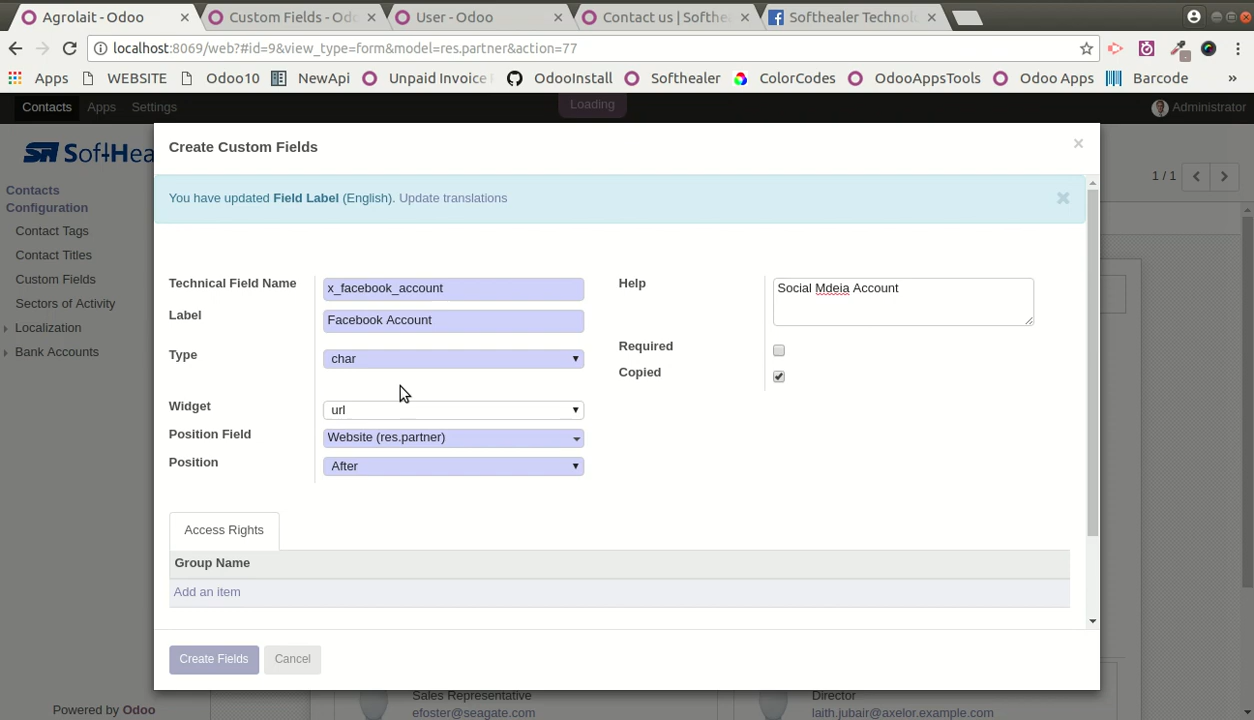 Agrolait - Odoo
Custom Fields - Od
User - Odoo
Contact us | Softhe
Softhealer Technol
localhost:8069/web?#id=9&view_type=form&model=res.partner&action=77
Apps
WEBSITE
Odoo10
NewApi
Unpaid Invoice
OdooInstall
Softhealer
ColorCodes
OdooAppsTools
Odoo Apps
Barcode
»
Contacts
Apps
Settings
Loading
Administrator
SoftHea
1 / 1
Contacts
Configuration
Contact Tags
Contact Titles
Custom Fields
Sectors of Activity
Localization
Bank Accounts
Powered by Odoo
Create Custom Fields
×
You have updated Field Label (English). Update translations
Technical Field Name
x_facebook_account
Label
Facebook Account
Type
char
Widget
url
Position Field
Website (res.partner)
Position
After
Help
Social Mdeia Account
Required
Copied
Access Rights
Group Name
Add an item
Create Fields
Cancel
Sales Representative
efoster@seagate.com
Director
laith.jubair@axelor.example.com